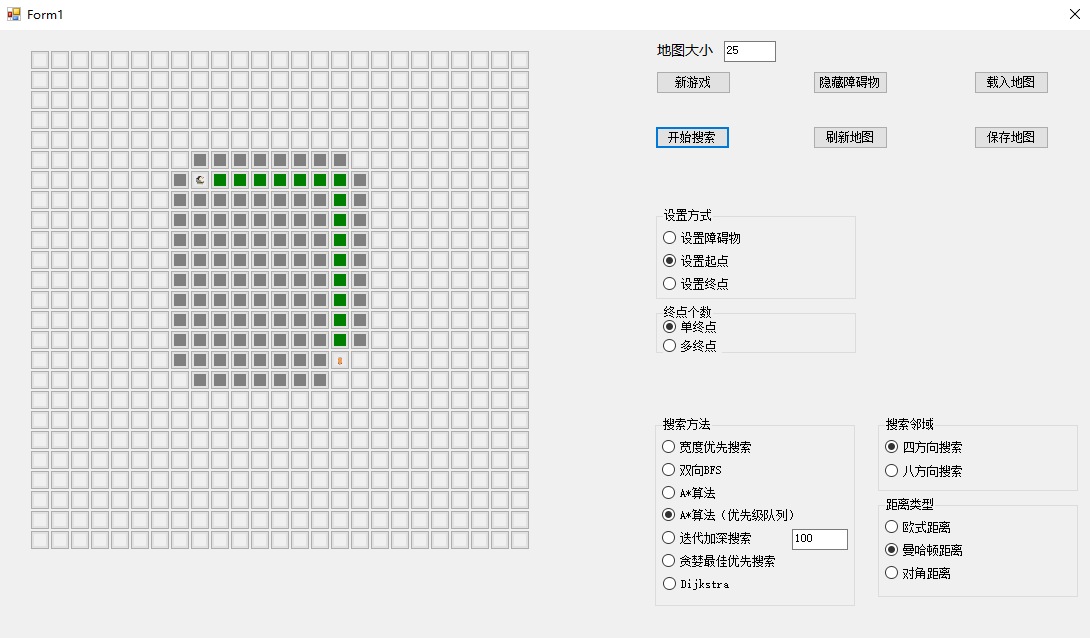 Form1
地图大小 25
新游戏 隐藏障碍物 载入地图
开始搜索 刷新地图 保存地图
设置方式
设置障碍物
设置起点
设置终点
终点个数
单终点
多终点
搜索方法
宽度优先搜索
双向BFS
A*算法
A*算法（优先级队列）
迭代加深搜索 100
贪婪最佳优先搜索
Dijkstra
搜索邻域
四方向搜索
八方向搜索
距离类型
欧式距离
曼哈顿距离
对角距离